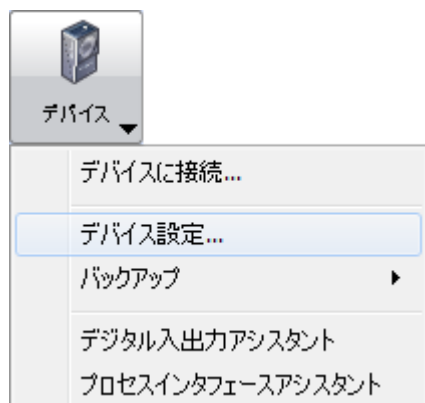 デバイス
デバイスに接続...
デバイス設定...
バックアップ
デジタル入出力アシスタント
プロセスインタフェースアシスタント